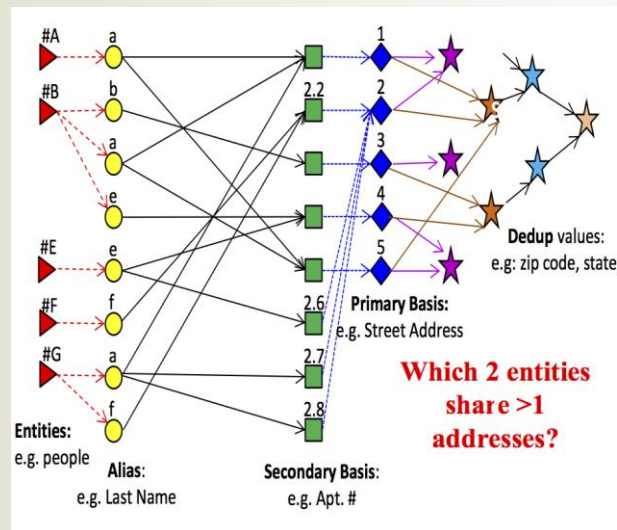 #A
a
1
#B
b
2.2
2
a
3
e
4
#E
e
5
Dedup values:
e.g: zip code, state
#F
f
2.6
Primary Basis:
e.g. Street Address
#G
a
2.7
Which 2 entities
share >1
addresses?
f
2.8
Entities:
e.g. people
Alias:
e.g. Last Name
Secondary Basis:
e.g. Apt. #